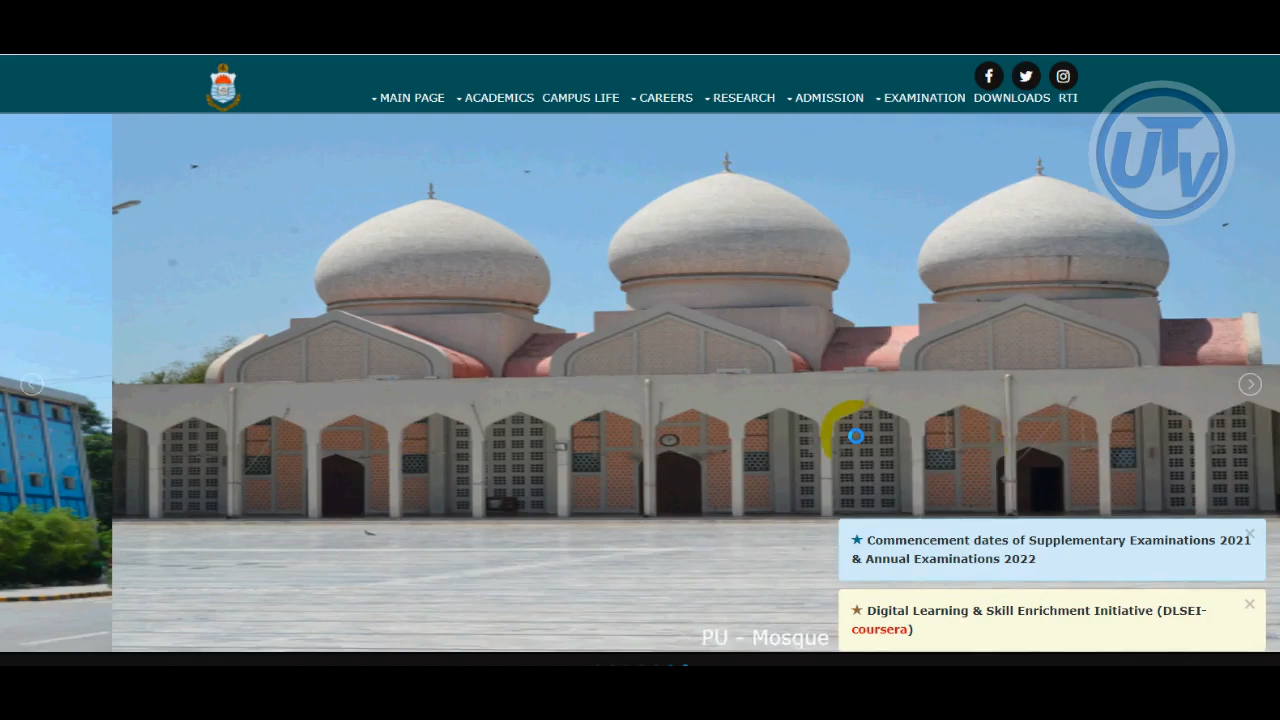 MAIN PAGE ACADEMICS CAMPUS LIFE CAREERS RESEARCH ADMISSION EXAMINATION DOWNLOADS RTI
UTV
★ Commencement dates of Supplementary Examinations 2021
& Annual Examinations 2022
★ Digital Learning & Skill Enrichment Initiative (DLSEI-
coursera)
PU - Mosque